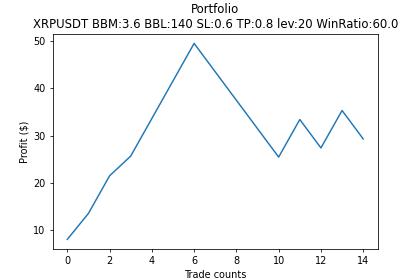 Portfolio
XRPUSDT BBM:3.6 BBL:140 SL:0.6 TP:0.8 lev:20 WinRatio:60.0
50
40
30
20
10
Profit ($)
0 2 4 6 8 10 12 14
Trade counts